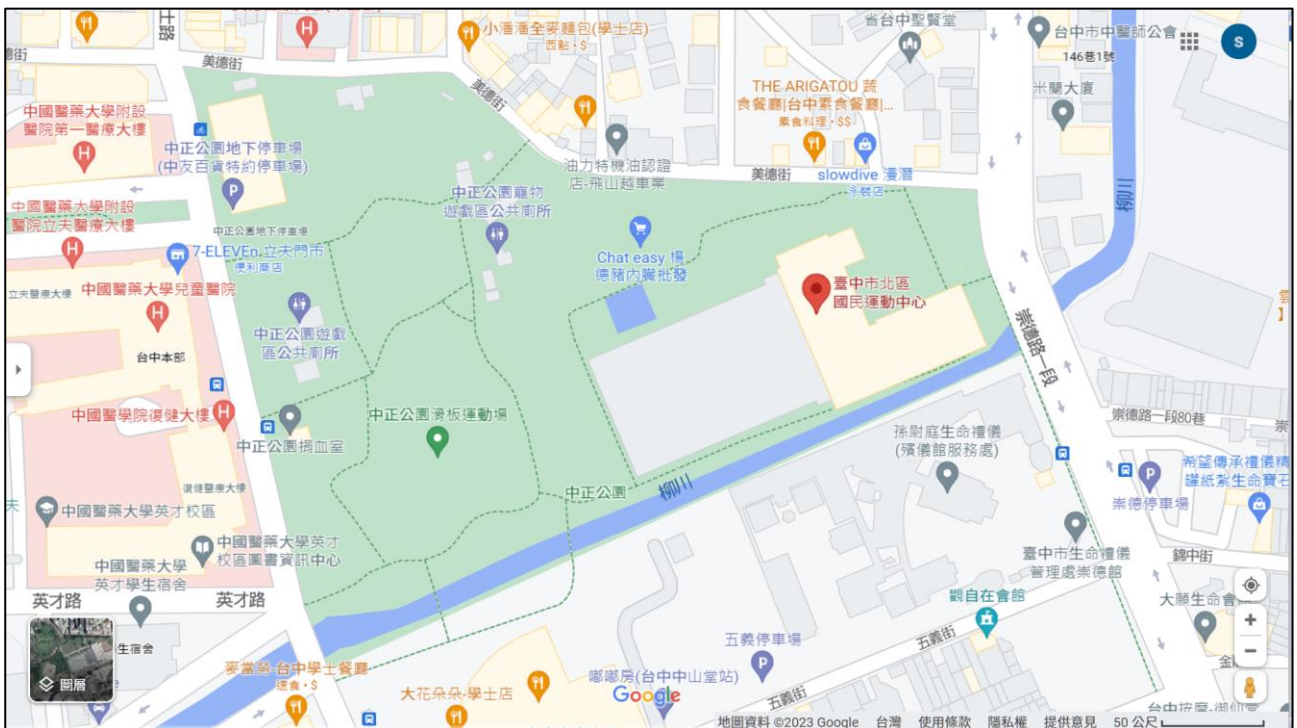 士路
小潘潘全麥麵包(學士店)
西點·$
省台中聖賢堂
台中市中醫師公會
146巷1號
S
美德街
美德街
中國醫藥大學附設
醫院第一醫療大樓
THE ARIGATOU 蔬
食餐廳|台中素食餐廳|...
素食料理·$$
米蘭大廈
中正公園地下停車場
(中友百貨特約停車場)
油力特機油認證
店-飛山越車業
美德街
slowdive 潛潛
泳裝店
柳川
中正公園寵物
遊戲區公共廁所
中國醫藥大學附設
醫院立夫醫療大樓
中正公園地下停車場
7-ELEVEn 立夫門市
便利商店
Chat easy 楊
德豬內臟批發
臺中市北區
國民運動中心
立夫醫療大樓
中國醫藥大學兒童醫院
中正公園遊戲
區公共廁所
崇德路一段
台中本部
中國醫學院復健大樓
中正公園捐血室
中正公園滑板運動場
孫尉庭生命禮儀
(殯儀館服務處)
崇德路一段80巷
希望傳承禮儀精
謢紙紮生命寶石
崇德停車場
復健醫療大樓
中正公園
柳川
中國醫藥大學英才校區
中國醫藥大學英才
校區圖書資訊中心
臺中市生命禮儀
管理處崇德館
錦中街
中國醫藥大學
英才學生宿舍
英才路
英才路
觀自在會館
大願生命會館
五義停車場
五義街
生宿舍
圖層
麥當勞-台中學士餐廳
速食·$
大花朵朵-學士店
嘟嘟房(台中中山堂站)
Google
五義街
地圖資料 ©2023 Google
台灣
使用條款
隱私權
提供意見
50 公尺